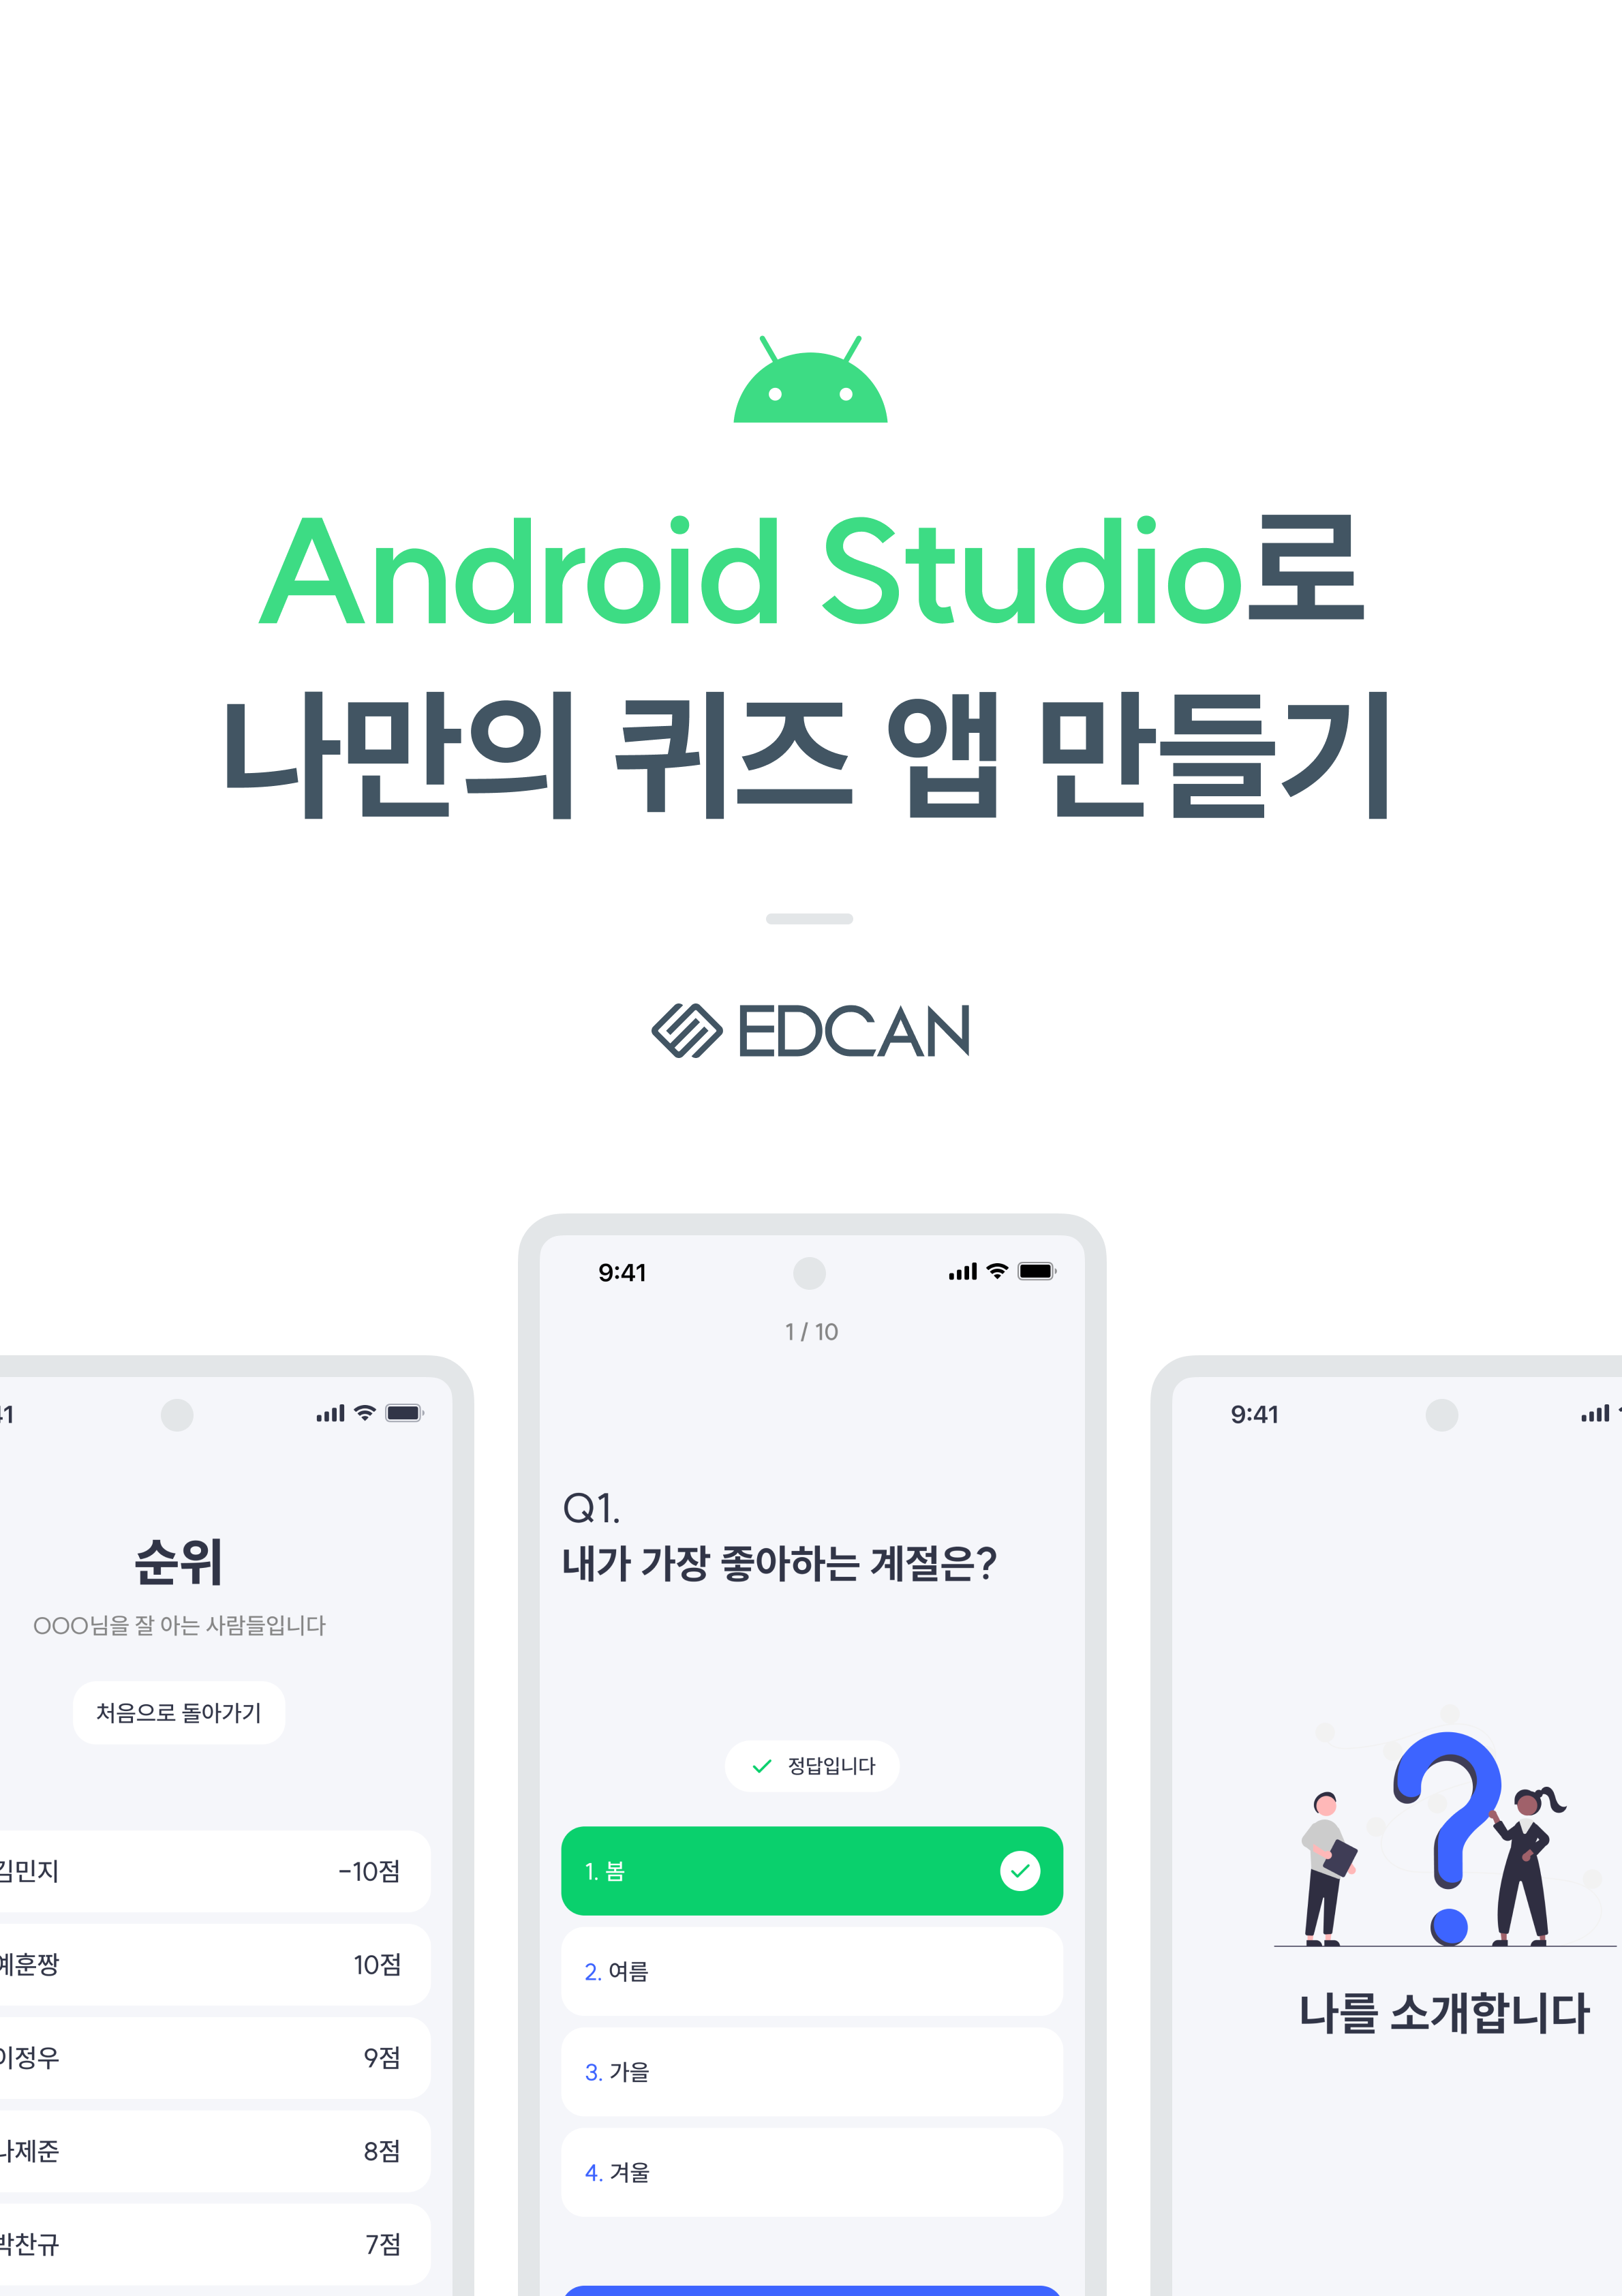 Android Studio로
나만의 퀴즈 앱 만들기
EDCAN
순위
OOO님을 잘 아는 사람들입니다
처음으로 돌아가기
김민지 -10점
예훈짱 10점
이정우 9점
나제준 8점
박찬규 7점
9:41
1 / 10
Q1.
내가 가장 좋아하는 계절은?
정답입니다
1. 봄
2. 여름
3. 가을
4. 겨울
9:41
나를 소개합니다